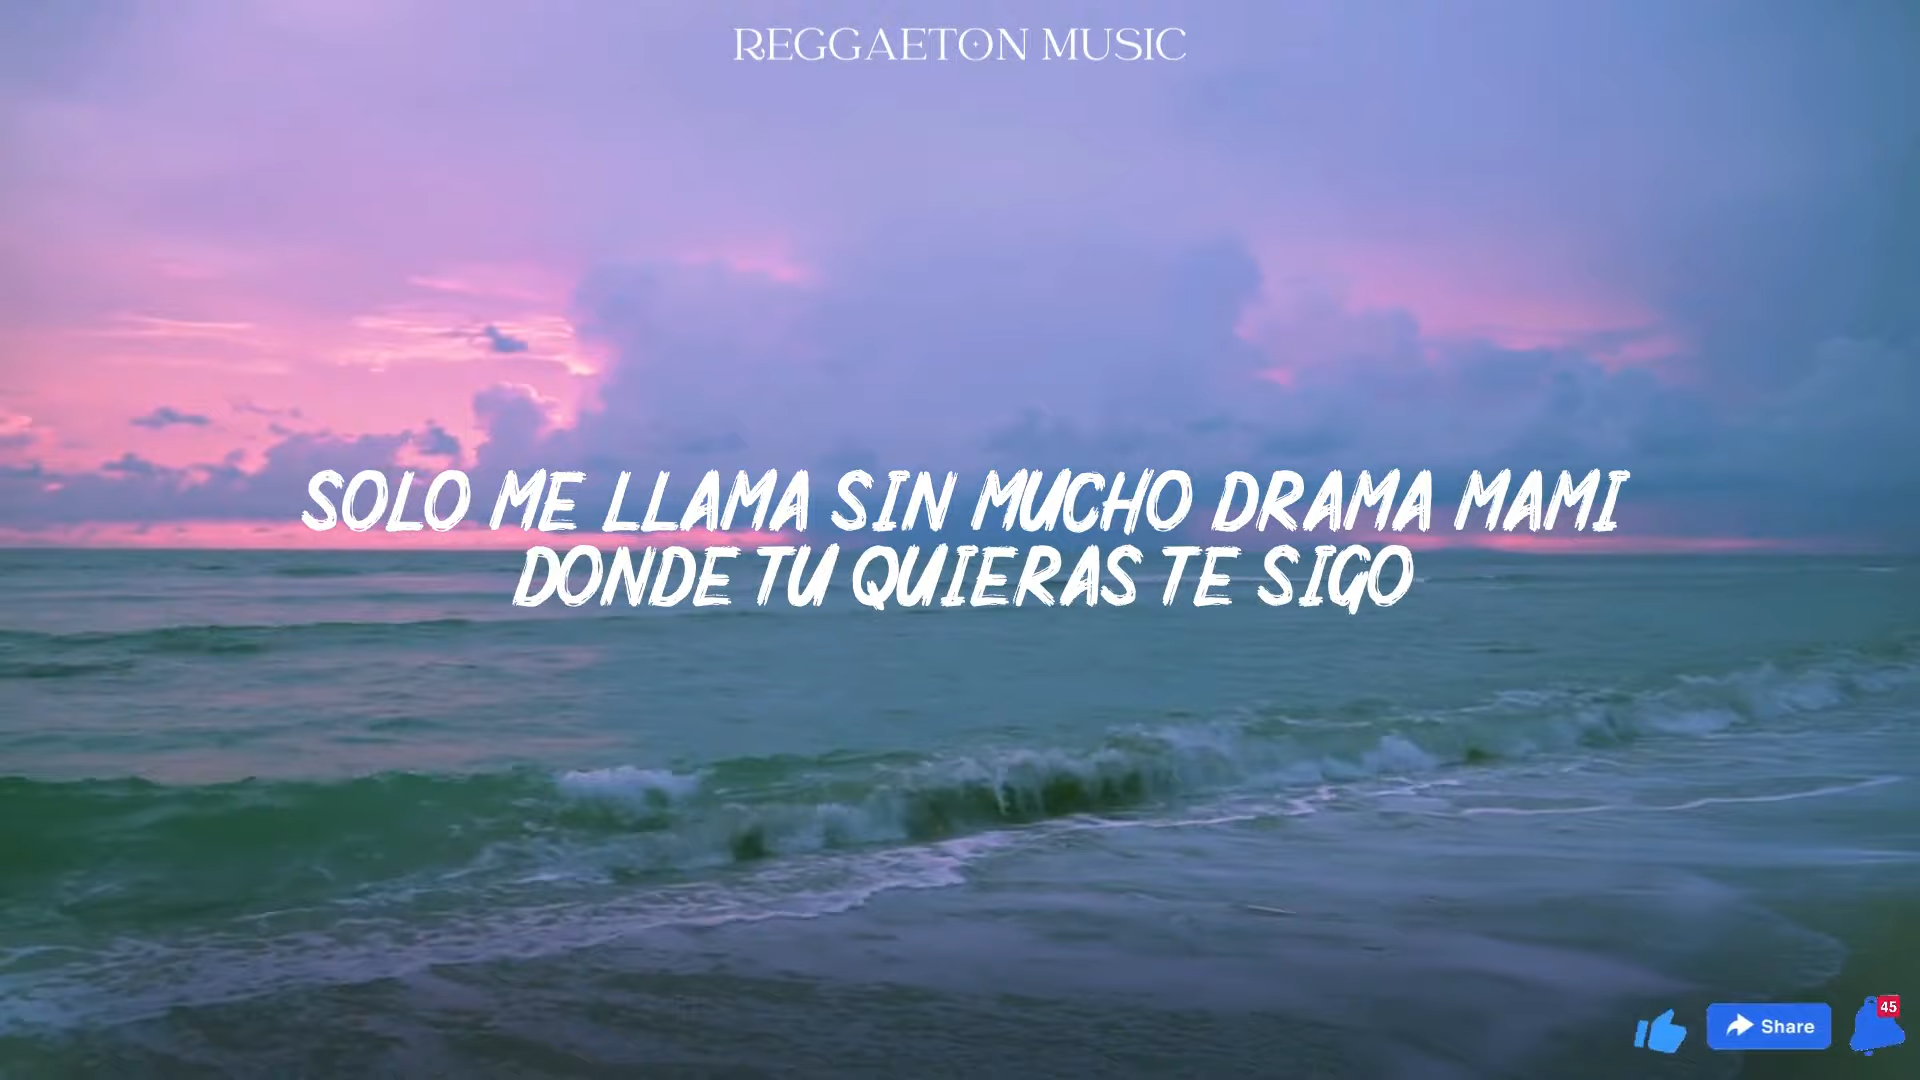 REGGAETON MUSIC
SOLO ME LLAMA SIN MUCHO DRAMA MAMI
DONDE TU QUIERAS TE SIGO
45
Share